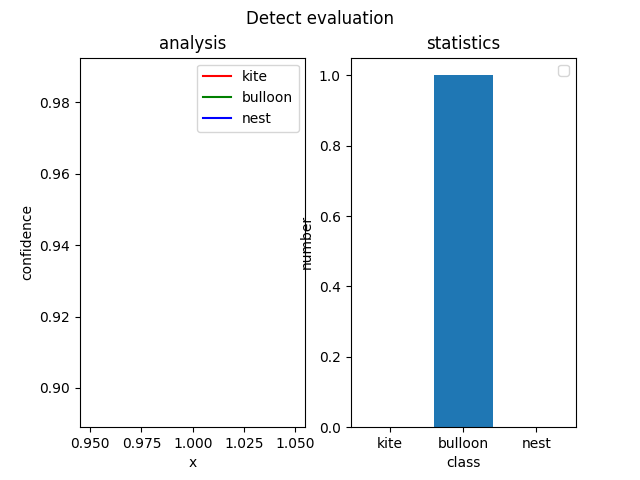 Detect evaluation
analysis
kite
bulloon
nest
0.98
0.96
0.94
0.92
0.90
confidence
0.950 0.975 1.000 1.025 1.050
x
statistics
1.0
0.8
0.6
0.4
0.2
0.0
number
kite bulloon nest
class